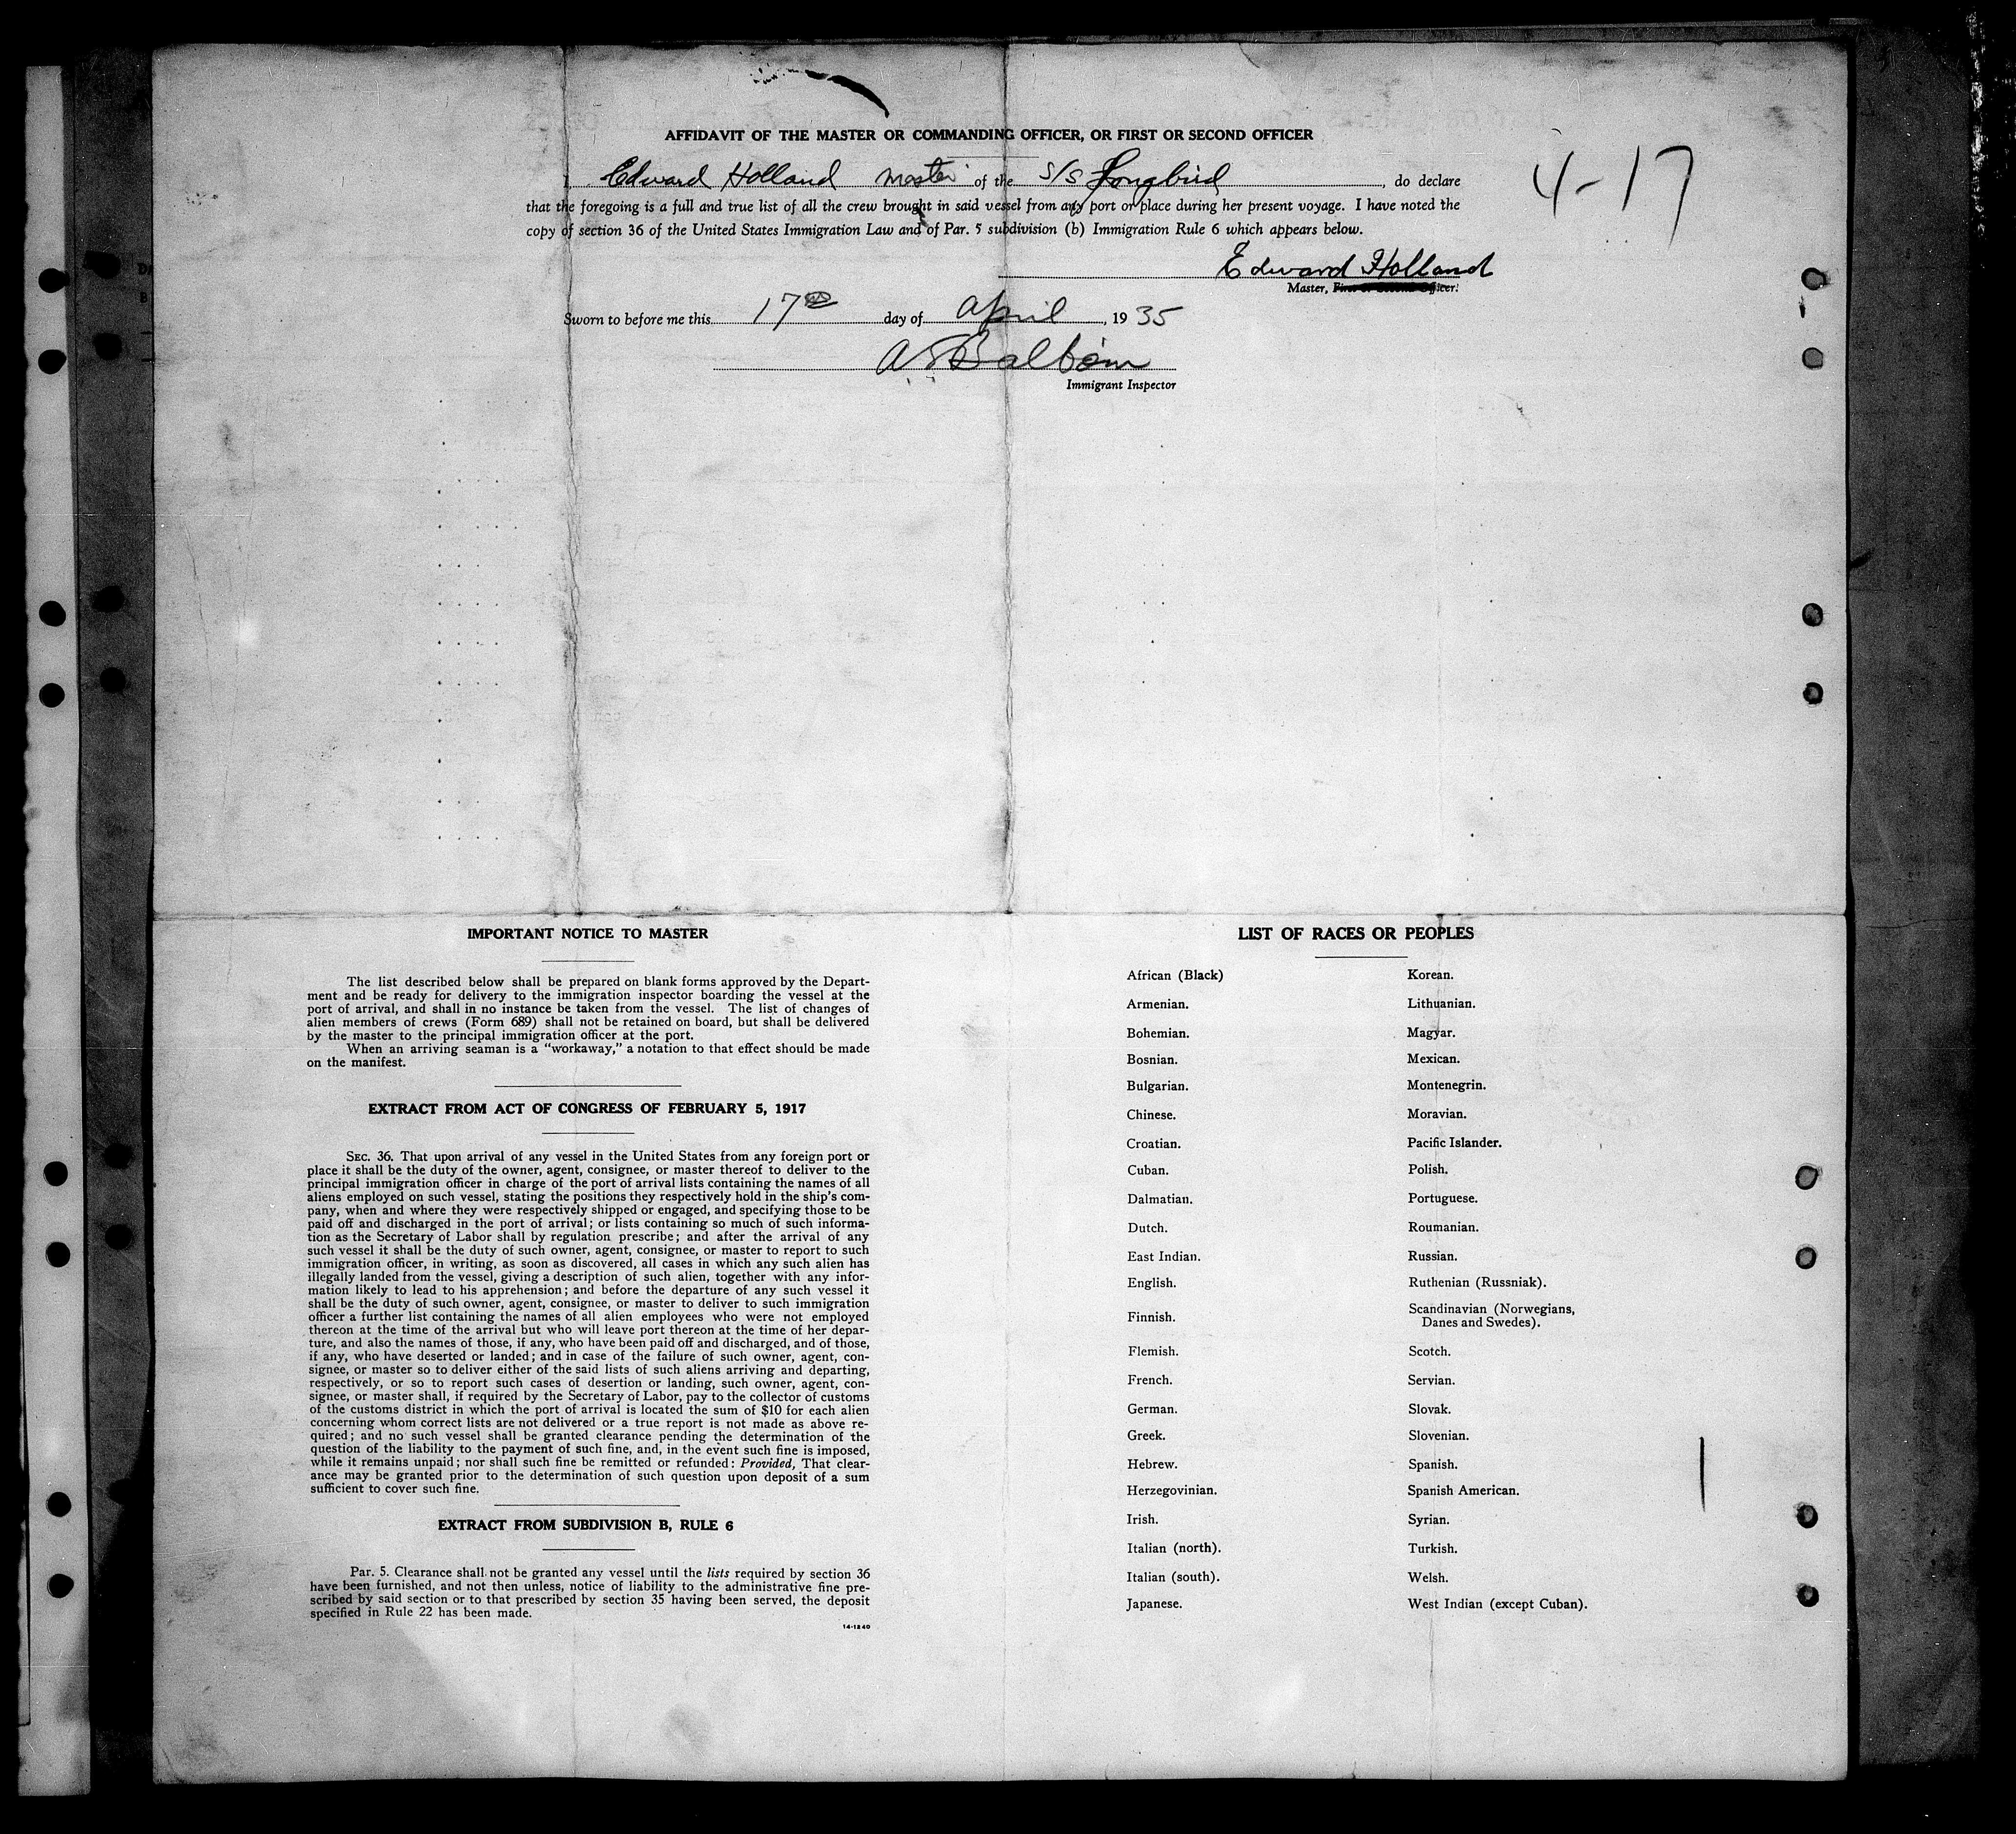 AFFIDAVIT OF THE MASTER OR COMMANDING OFFICER, OR FIRST OR SECOND OFFICER
4-17
I, Edward Holland Master of the S/S Songbird, do declare
that the foregoing is a full and true list of all the crew brought in said vessel from any port or place during her present voyage. I have noted the
copy of section 36 of the United States Immigration Law and of Par. 5 subdivision (b) Immigration Rule 6 which appears below.
Edward Holland
Master, First or Second Officer.
Sworn to before me this 17th day of April, 1935
Immigrant Inspector
IMPORTANT NOTICE TO MASTER
The list described below shall be prepared on blank forms approved by the Depart-
ment and be ready for delivery to the immigration inspector boarding the vessel at the
port of arrival, and shall in no instance be taken from the vessel. The list of changes of
alien members of crews (Form 689) shall not be retained on board, but shall be delivered
by the master to the principal immigration officer at the port.
When an arriving seaman is a "workaway," a notation to that effect should be made
on the manifest.
EXTRACT FROM ACT OF CONGRESS OF FEBRUARY 5, 1917
SEC. 36. That upon arrival of any vessel in the United States from any foreign port or
place it shall be the duty of the owner, agent, consignee, or master thereof to deliver to the
principal immigration officer in charge of the port of arrival lists containing the names of all
aliens employed on such vessel, stating the positions they respectively hold in the ship's com-
pany, when and where they were respectively shipped or engaged, and specifying those to be
paid off and discharged in the port of arrival; or lists containing so much of such informa-
tion as the Secretary of Labor shall by regulation prescribe; and after the arrival of any
such vessel it shall be the duty of such owner, agent, consignee, or master to report to such
immigration officer, in writing, as soon as discovered, all cases in which any such alien has
illegally landed from the vessel, giving a description of such alien, together with any infor-
mation likely to lead to his apprehension; and before the departure of any such vessel it
shall be the duty of such owner, agent, consignee, or master to deliver to such immigration
officer a further list containing the names of all alien employees who were not employed
thereon at the time of the arrival but who will leave port thereon at the time of her depar-
ture, and also the names of those, if any, who have been paid off and discharged, and of those,
if any, who have deserted or landed; and in case of the failure of such owner, agent, con-
signee, or master so to deliver either of the said lists of such aliens arriving and departing,
respectively, or so to report such cases of desertion or landing, such owner, agent, con-
signee, or master shall, if required by the Secretary of Labor, pay to the collector of customs
of the customs district in which the port of arrival is located the sum of $10 for each alien
concerning whom correct lists are not delivered or a true report is not made as above re-
quired; and no such vessel shall be granted clearance pending the determination of the
question of the liability to the payment of such fine, and, in the event such fine is imposed,
while it remains unpaid; nor shall such fine be remitted or refunded: Provided, That clear-
ance may be granted prior to the determination of such question upon deposit of a sum
sufficient to cover such fine.
EXTRACT FROM SUBDIVISION B, RULE 6
Par. 5. Clearance shall not be granted any vessel until the lists required by section 36
have been furnished, and not then unless, notice of liability to the administrative fine pre-
scribed by said section or to that prescribed by section 35 having been served, the deposit
specified in Rule 22 has been made.
14-1240
LIST OF RACES OR PEOPLES
African (Black)
Armenian.
Bohemian.
Bosnian.
Bulgarian.
Chinese.
Croatian.
Cuban.
Dalmatian.
Dutch.
East Indian.
English.
Finnish.
Flemish.
French.
German.
Greek.
Hebrew.
Herzegovinian.
Irish.
Italian (north).
Italian (south).
Japanese.
Korean.
Lithuanian.
Magyar.
Mexican.
Montenegrin.
Moravian.
Pacific Islander.
Polish.
Portuguese.
Roumanian.
Russian.
Ruthenian (Russniak).
Scandinavian (Norwegians,
Danes and Swedes).
Scotch.
Servian.
Slovak.
Slovenian.
Spanish.
Spanish American.
Syrian.
Turkish.
Welsh.
West Indian (except Cuban).